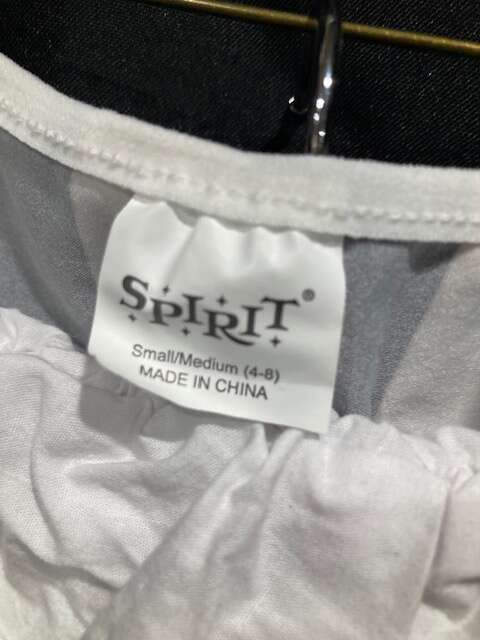 SPIRIT®
Small/Medium (4-8)
MADE IN CHINA